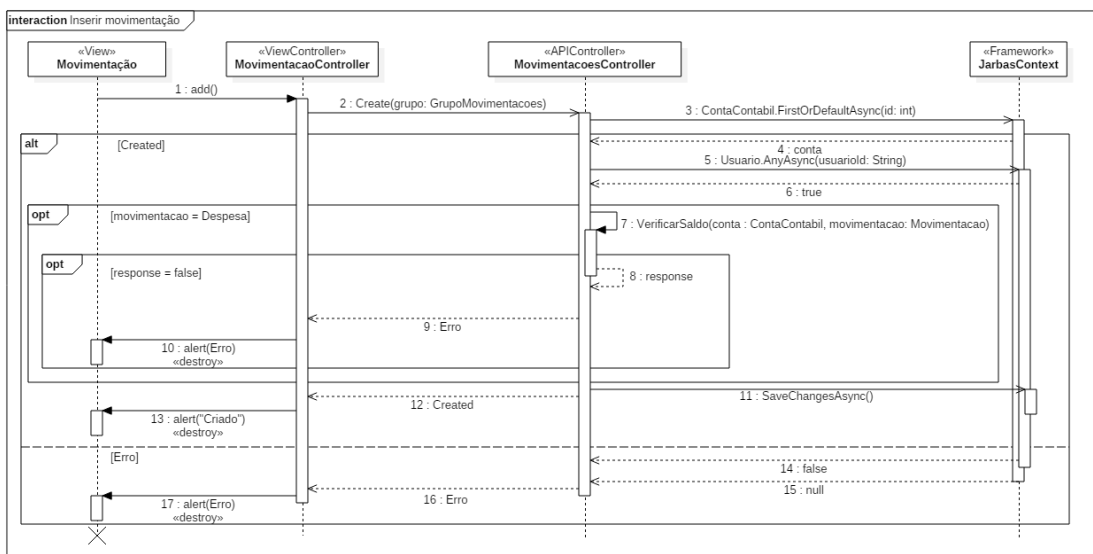 interaction Inserir movimentação
«View»
Movimentação
«ViewController»
MovimentacaoController
«APIController»
MovimentacoesController
«Framework»
JarbasContext
1 : add()
2 : Create(grupo: GrupoMovimentacoes)
3 : ContaContabil.FirstOrDefaultAsync(id: int)
alt
[Created]
4 : conta
5 : Usuario.AnyAsync(usuarioId: String)
6 : true
opt
[movimentacao = Despesa]
7 : VerificarSaldo(conta : ContaContabil, movimentacao: Movimentacao)
opt
[response = false]
8 : response
9 : Erro
10 : alert(Erro)
«destroy»
11 : SaveChangesAsync()
12 : Created
13 : alert("Criado")
«destroy»
[Erro]
14 : false
15 : null
16 : Erro
17 : alert(Erro)
«destroy»